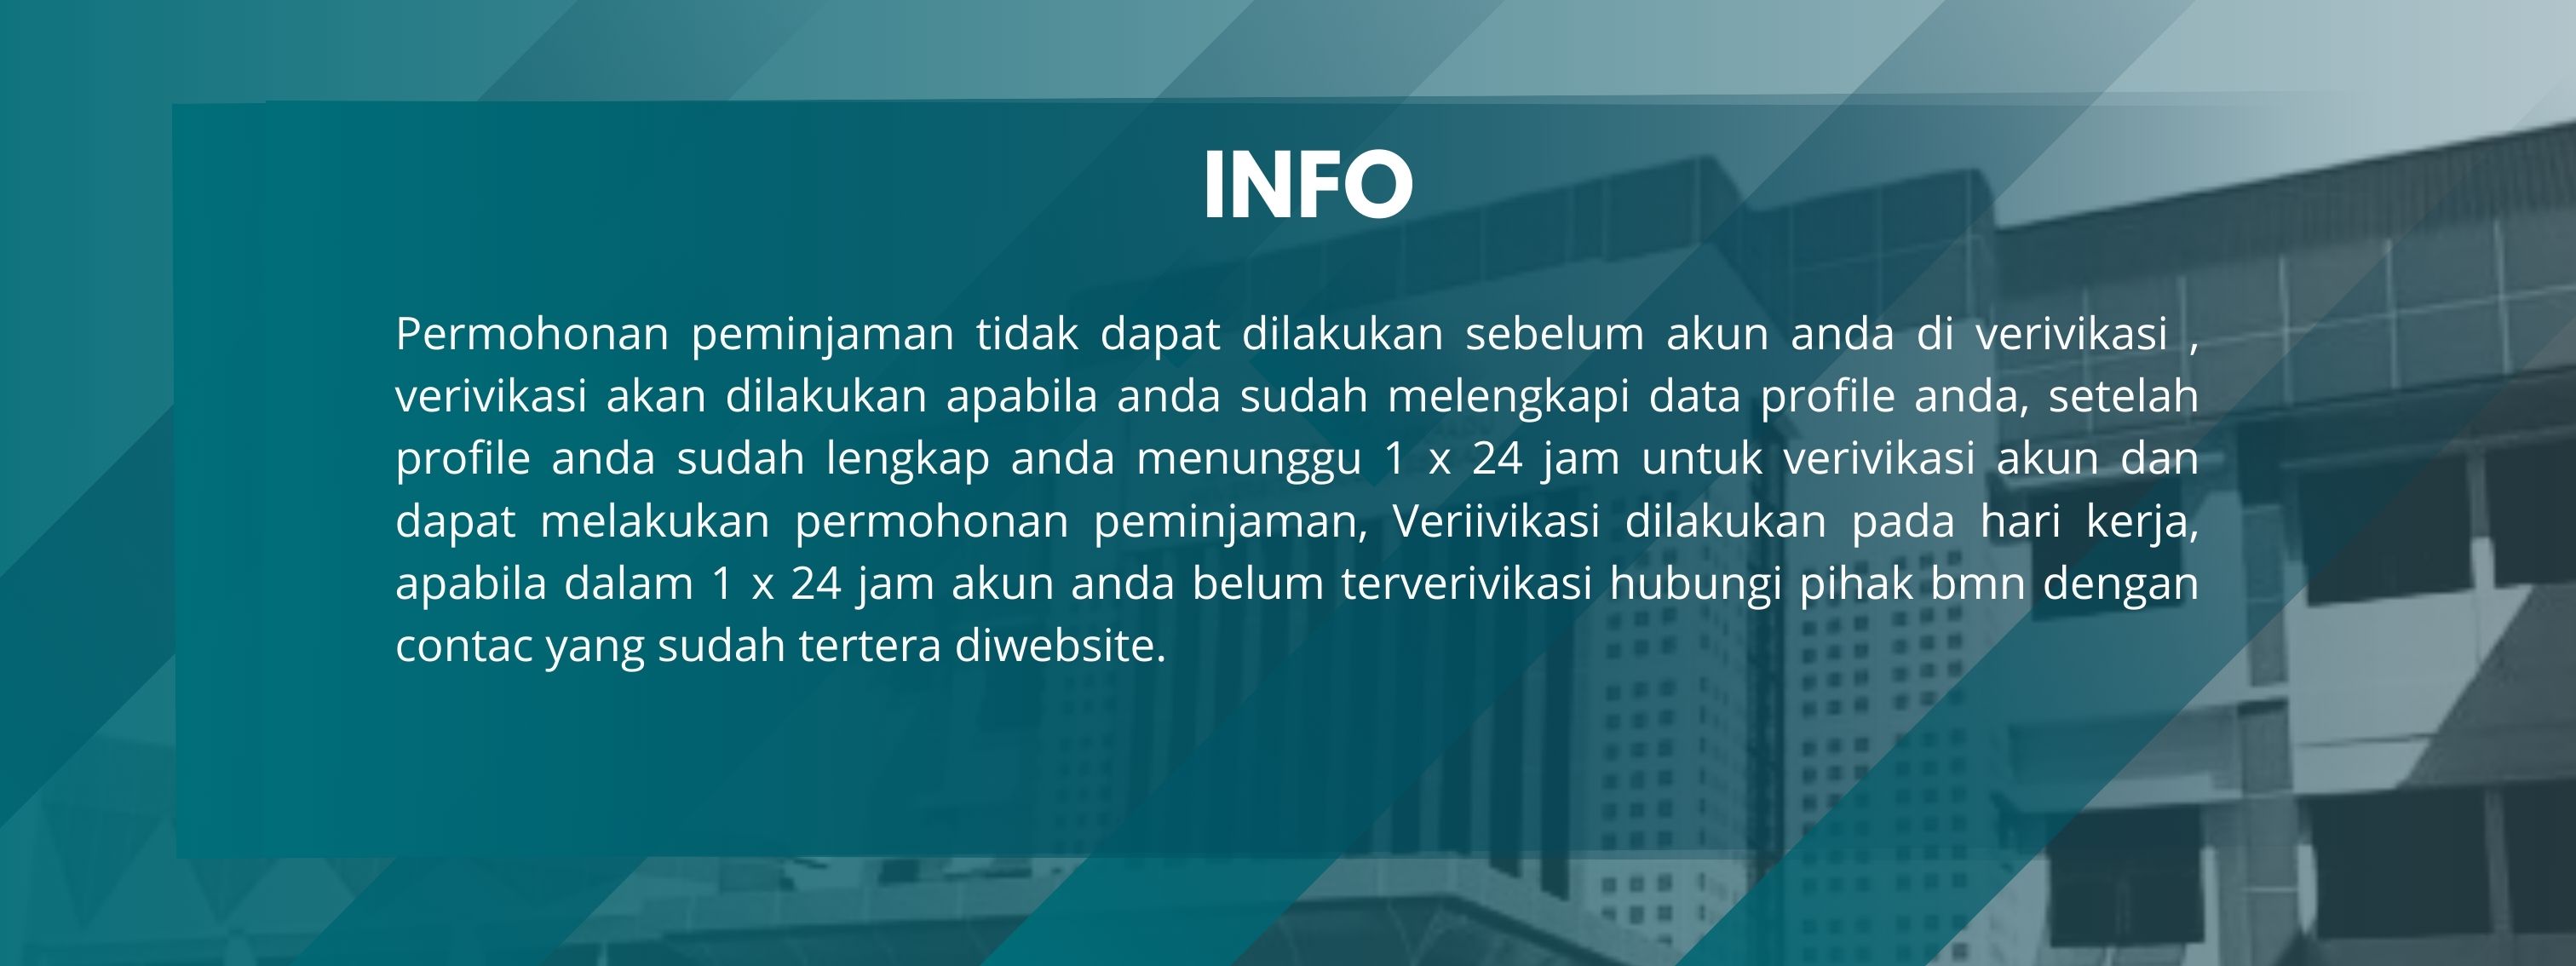 INFO
Permohonan peminjaman tidak dapat dilakukan sebelum akun anda di verivikasi ,
verivikasi akan dilakukan apabila anda sudah melengkapi data profile anda, setelah
profile anda sudah lengkap anda menunggu 1 x 24 jam untuk verivikasi akun dan
dapat melakukan permohonan peminjaman, Veriivikasi dilakukan pada hari kerja,
apabila dalam 1 x 24 jam akun anda belum terverivikasi hubungi pihak bmn dengan
contac yang sudah tertera diwebsite.